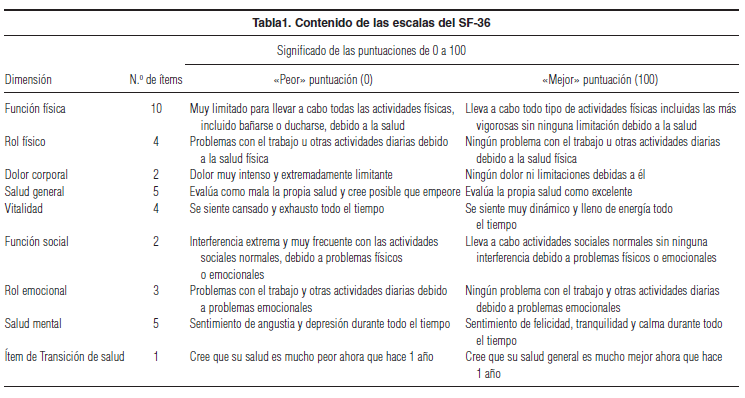 Tabla1. Contenido de las escalas del SF-36
Significado de las puntuaciones de 0 a 100
Dimensión N.º de ítems «Peor» puntuación (0) «Mejor» puntuación (100)
Función física 10 Muy limitado para llevar a cabo todas las actividades físicas, Lleva a cabo todo tipo de actividades físicas incluidas las más
incluido bañarse o ducharse, debido a la salud vigorosas sin ninguna limitación debido a la salud
Rol físico 4 Problemas con el trabajo u otras actividades diarias debido Ningún problema con el trabajo u otras actividades diarias
a la salud física debido a la salud física
Dolor corporal 2 Dolor muy intenso y extremadamente limitante Ningún dolor ni limitaciones debidas a él
Salud general 5 Evalúa como mala la propia salud y cree posible que empeore Evalúa la propia salud como excelente
Vitalidad 4 Se siente cansado y exhausto todo el tiempo Se siente muy dinámico y lleno de energía todo
el tiempo
Función social 2 Interferencia extrema y muy frecuente con las actividades Lleva a cabo actividades sociales normales sin ninguna
sociales normales, debido a problemas físicos interferencia debido a problemas físicos o emocionales
o emocionales
Rol emocional 3 Problemas con el trabajo y otras actividades diarias debido Ningún problema con el trabajo y otras actividades diarias
a problemas emocionales debido a problemas emocionales
Salud mental 5 Sentimiento de angustia y depresión durante todo el tiempo Sentimiento de felicidad, tranquilidad y calma durante todo
el tiempo
Ítem de Transición de salud 1 Cree que su salud es mucho peor ahora que hace 1 año Cree que su salud general es mucho mejor ahora que hace
1 año